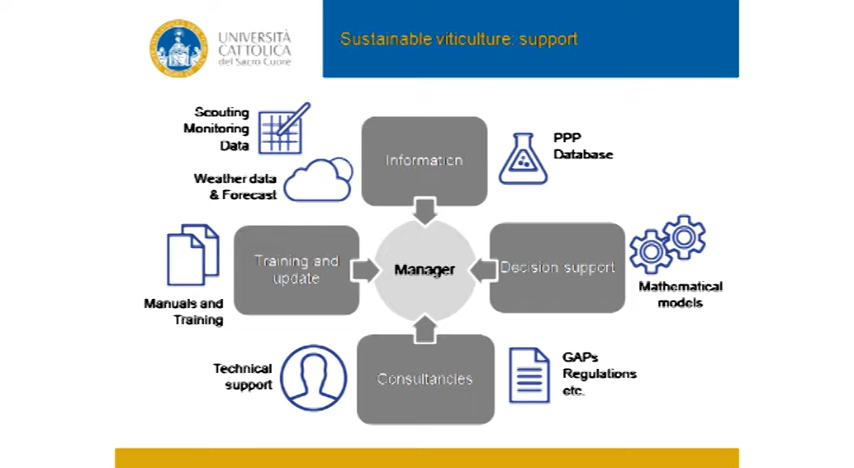 UNIVERSITÀ
CATTOLICA
del Sacro Cuore
Sustainable viticulture: support
Scouting
Monitoring
Data
Weather data
& Forecast
Information
PPP
Database
Training and
update
Manager
Decision support
Manuals and
Training
Mathematical
models
Technical
support
Consultancies
GAPs
Regulations
etc.